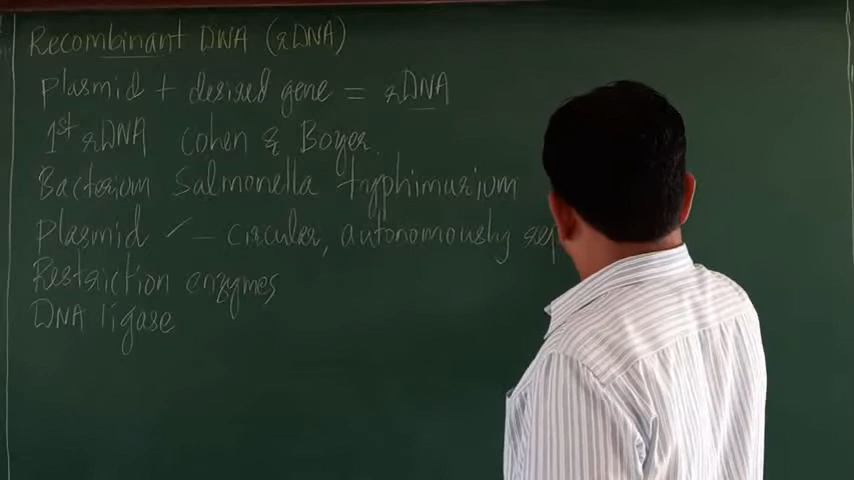 Recombinant DNA (rDNA)
Plasmid + desired gene = rDNA
1st rDNA cohen & Boyer.
Bacterium Salmonella typhimurium
Plasmid ✓ - circular, autonomously rep
Restriction enzymes
DNA ligase